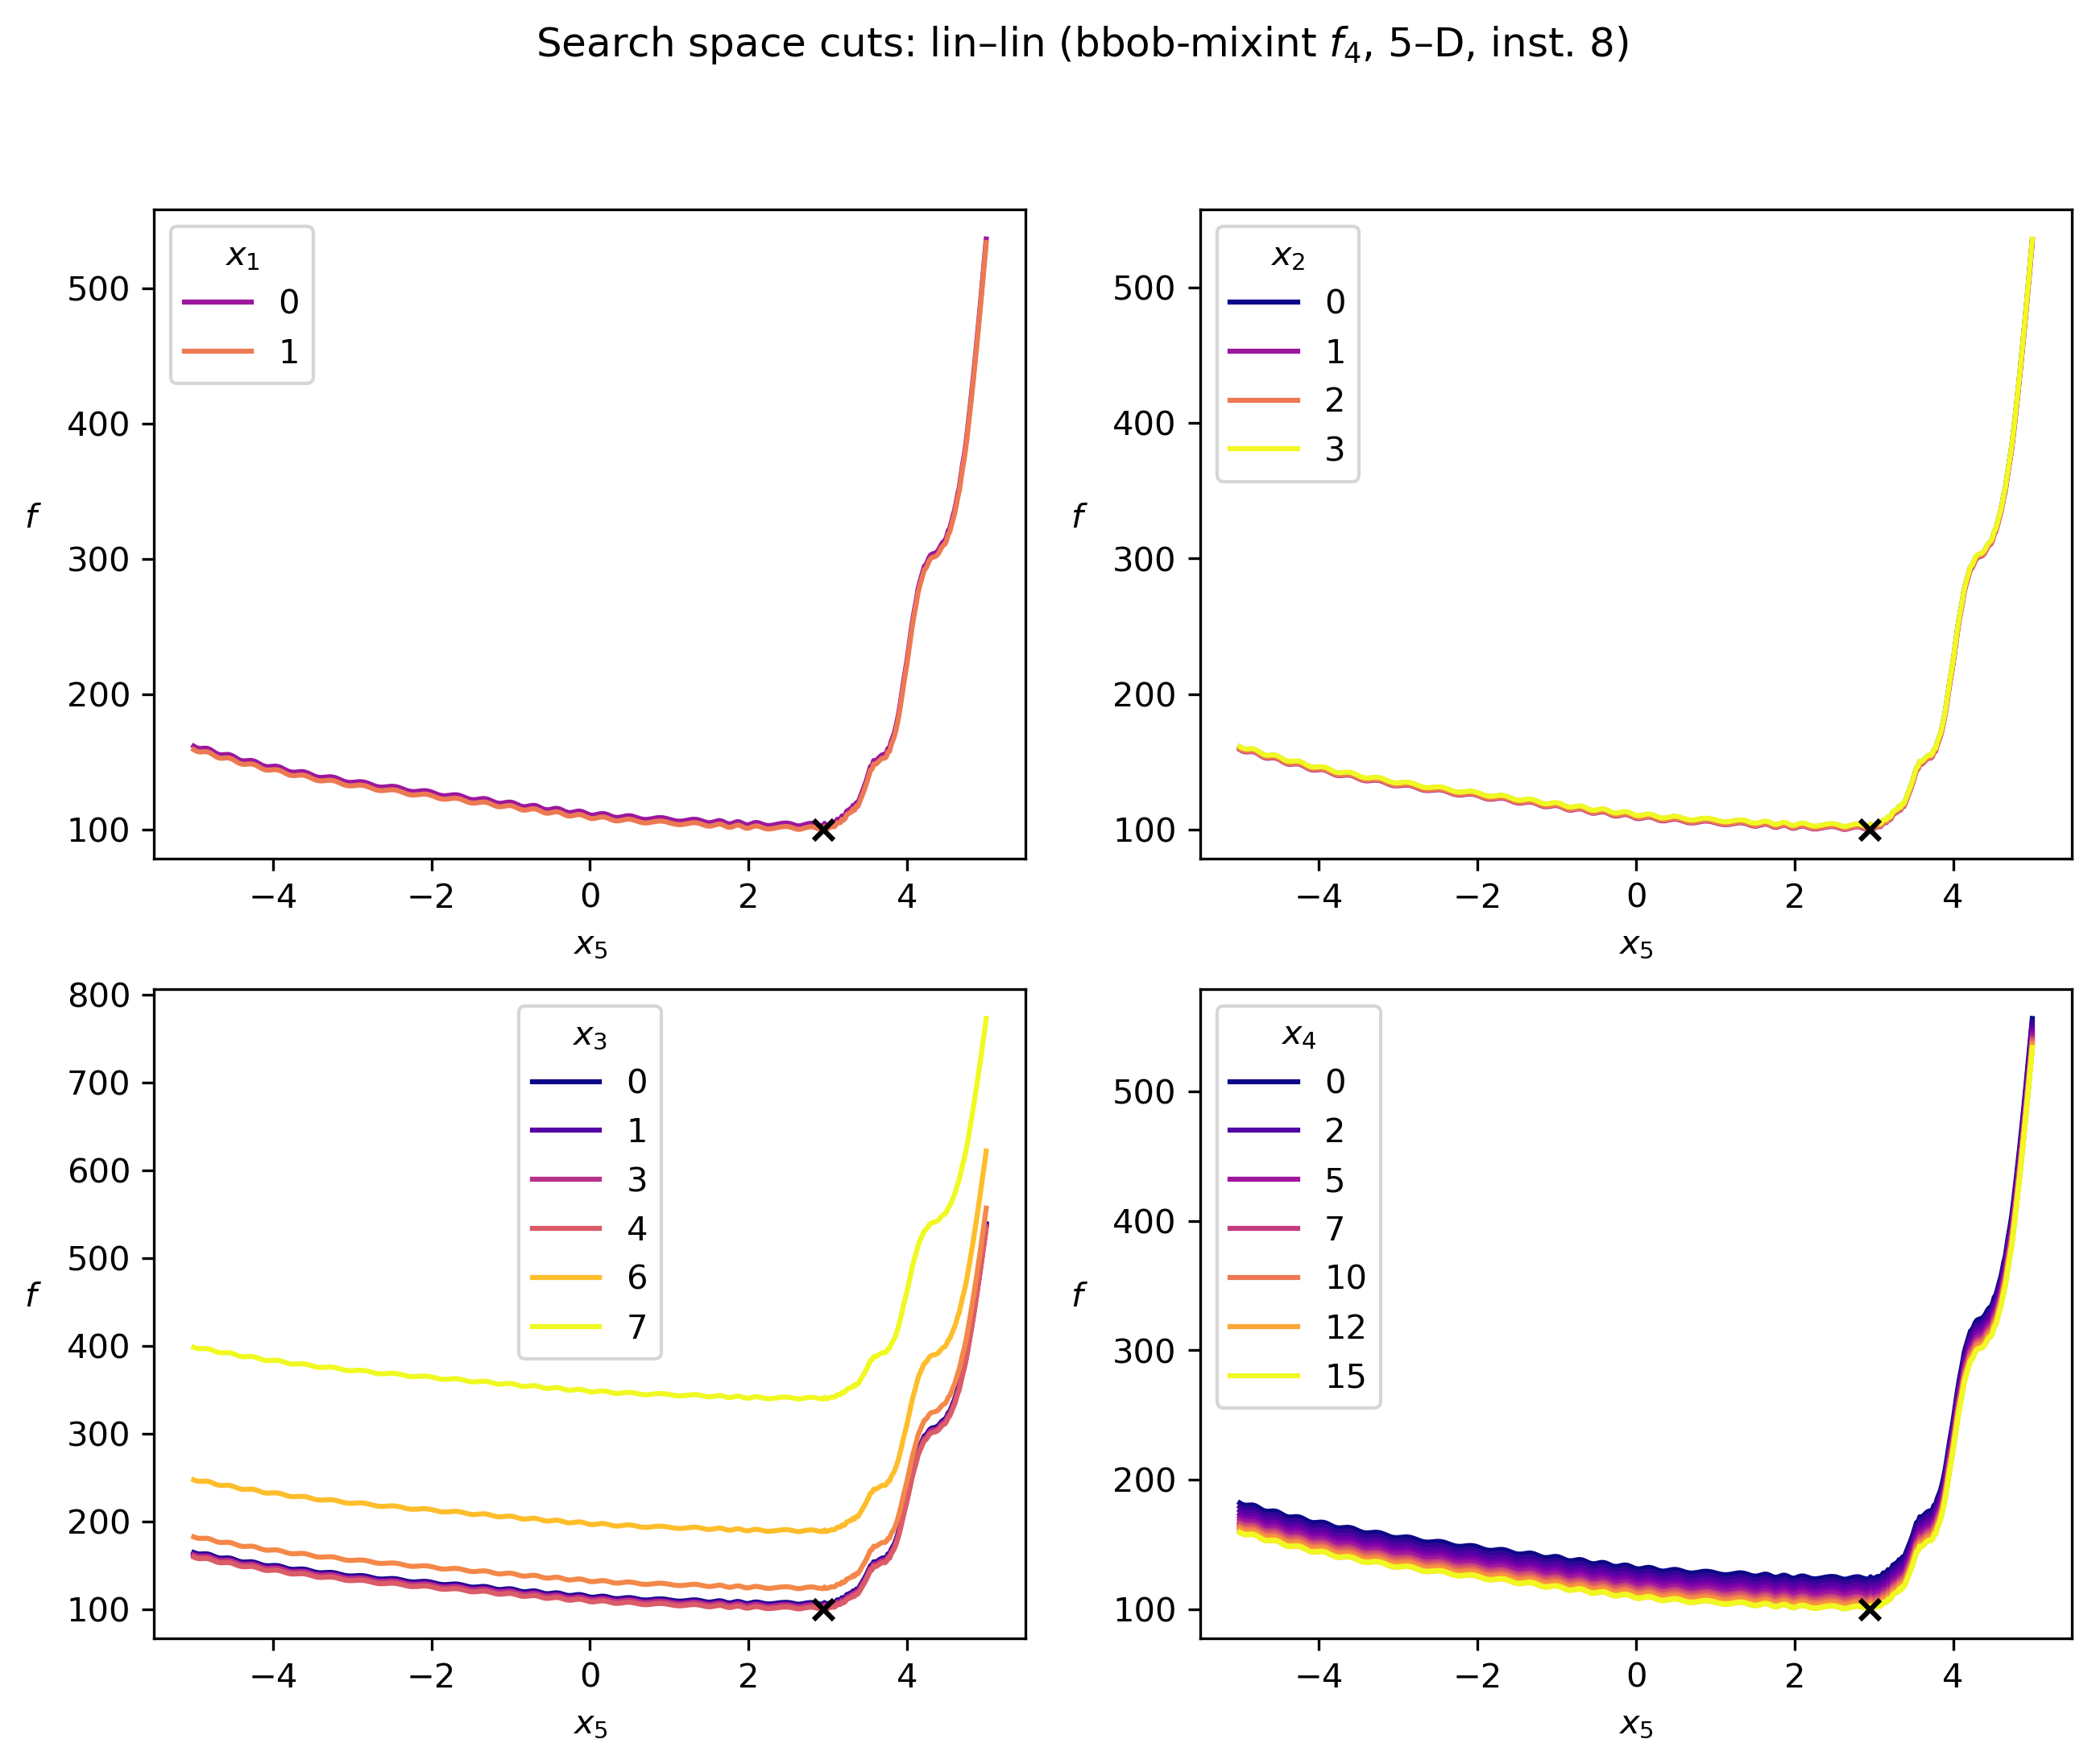 Search space cuts: lin–lin (bbob-mixint f₄, 5–D, inst. 8)
x₁
0
1
500
400
300
200
100
f
−4 −2 0 2 4
x₅
x₂
0
1
2
3
500
400
300
200
100
f
−4 −2 0 2 4
x₅
x₃
0
1
3
4
6
7
800
700
600
500
400
300
200
100
f
−4 −2 0 2 4
x₅
x₄
0
2
5
7
10
12
15
500
400
300
200
100
f
−4 −2 0 2 4
x₅